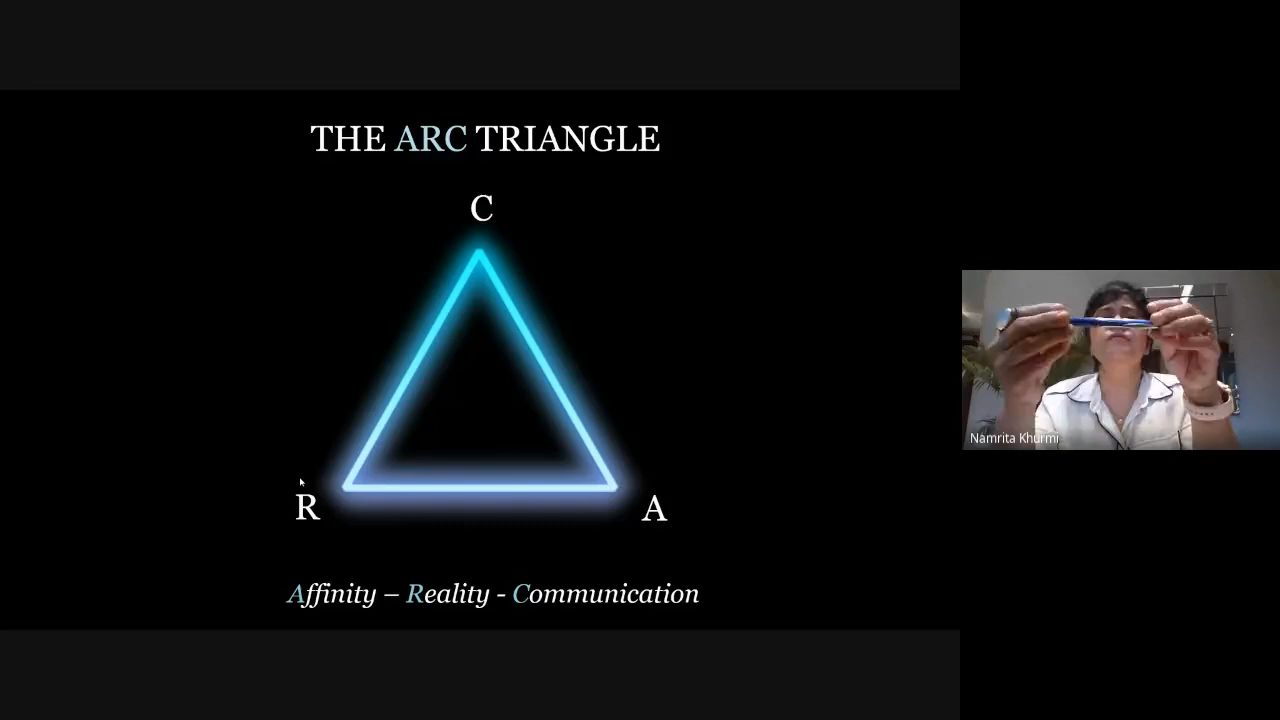 THE ARC TRIANGLE
C
R
A
Affinity – Reality - Communication
Namrita Khurmi